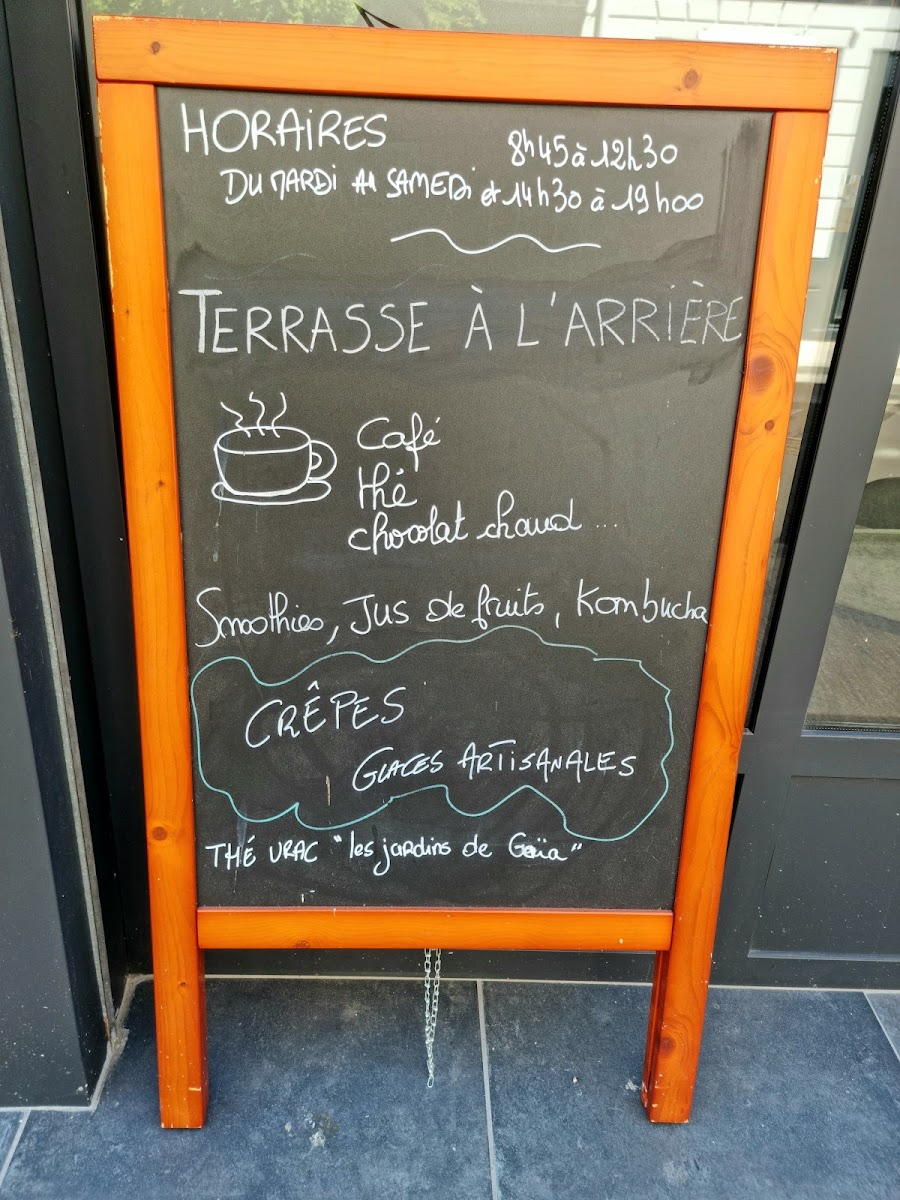 HORAIRES
8h45 à 12h30
DU MARDI AU SAMEDI et 14h30 à 19h00
TERRASSE À L'ARRIÈRE
Café
thé
chocolat chaud ...
Smoothies, Jus de fruits, Kombucha
CRÊPES
GLACES ARTISANALES
THÉ VRAC "les jardins de Gaïa"